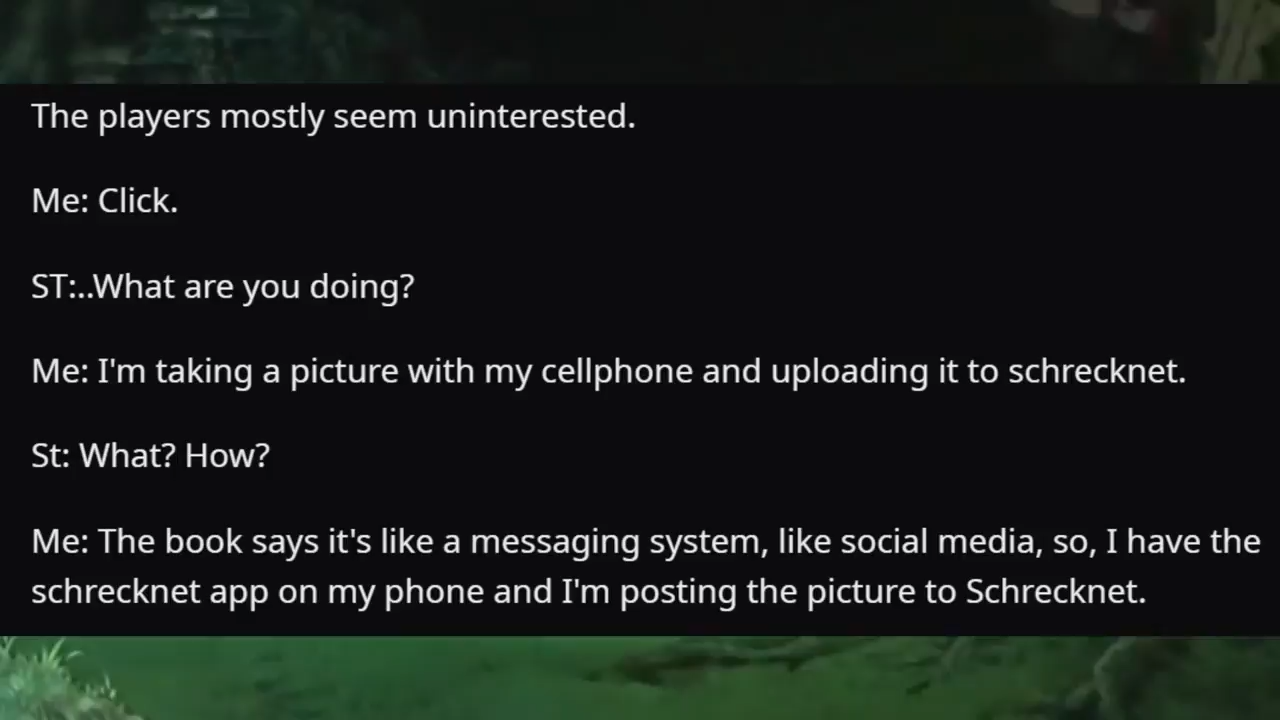 The players mostly seem uninterested.
Me: Click.
ST:..What are you doing?
Me: I'm taking a picture with my cellphone and uploading it to schrecknet.
St: What? How?
Me: The book says it's like a messaging system, like social media, so, I have the
schrecknet app on my phone and I'm posting the picture to Schrecknet.